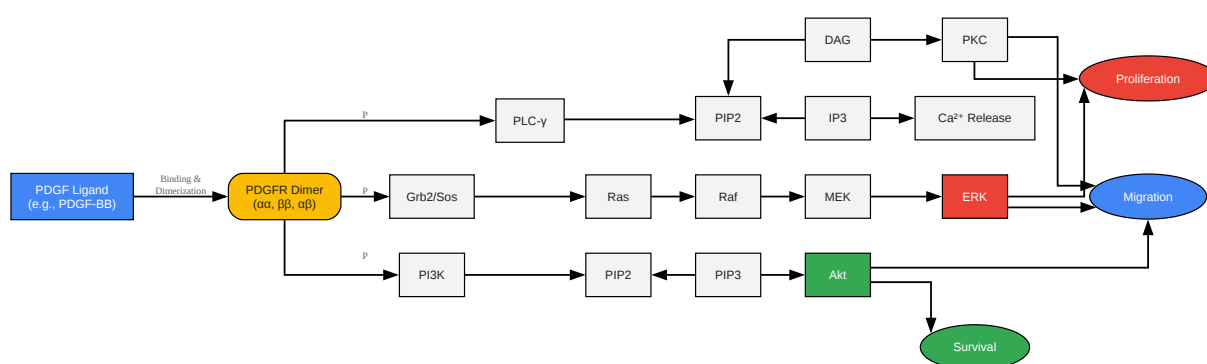 DAG
PKC
Proliferation
P
PLC-γ
PIP2
IP3
Ca²⁺ Release
PDGF Ligand
(e.g., PDGF-BB)
Binding &
Dimerization
PDGFR Dimer
(αα, ββ, αβ)
P
Grb2/Sos
Ras
Raf
MEK
ERK
Migration
P
PI3K
PIP2
PIP3
Akt
Survival